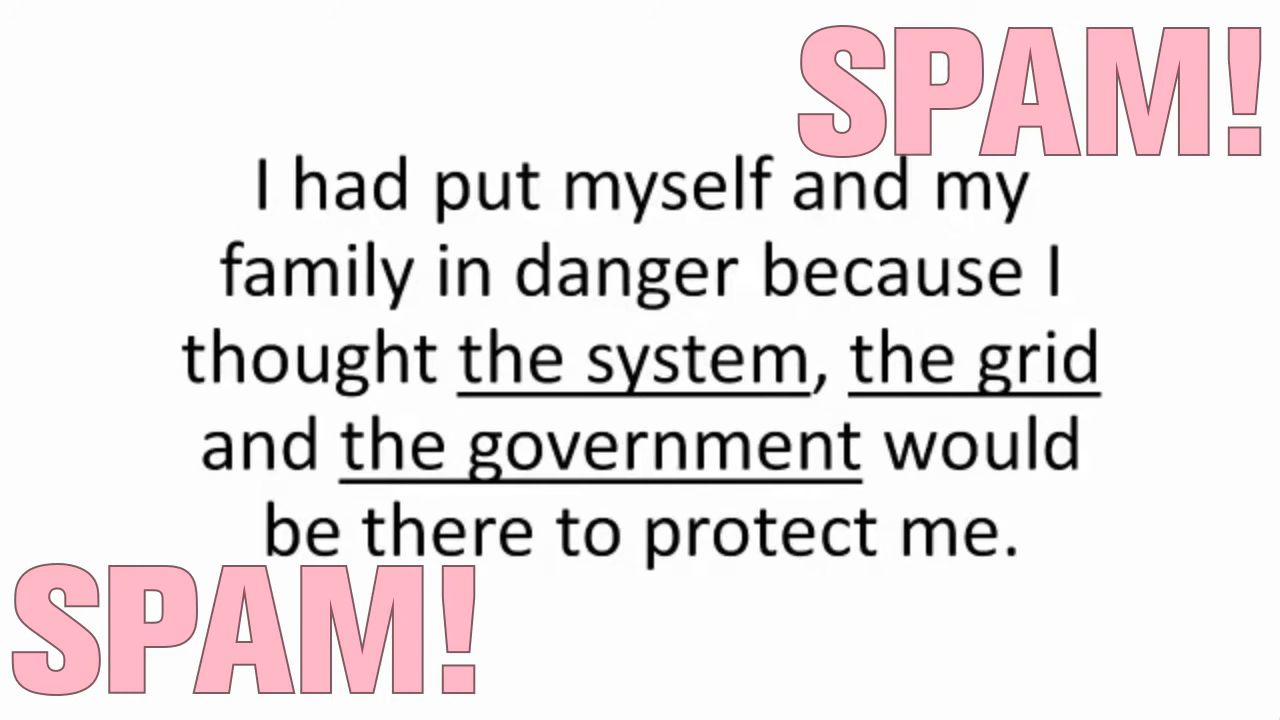 SPAM!
I had put myself and my
family in danger because I
thought the system, the grid
and the government would
be there to protect me.
SPAM!